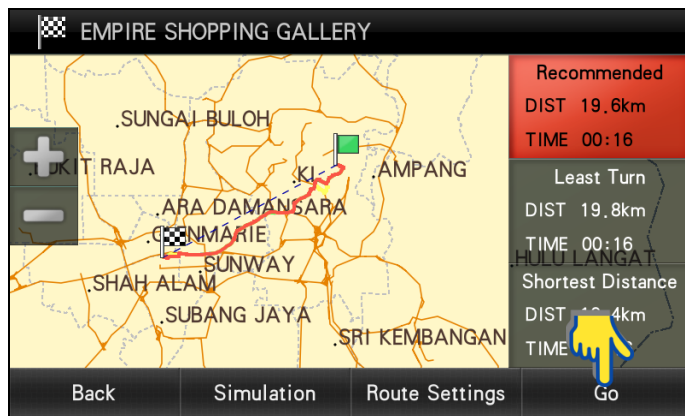 EMPIRE SHOPPING GALLERY
Recommended
DIST 19.6km
TIME 00:16
Least Turn
DIST 19.8km
TIME 00:16
Shortest Distance
DIST 4km
TIME
.SUNGAI BULOH
RAJA
.KL
.AMPANG
.ARA DAMANSARA
.SUNWAY
.SHAH ALAM
.SUBANG JAYA
.SRI KEMBANGAN
.HULU LANGAT
Back
Simulation
Route Settings
Go